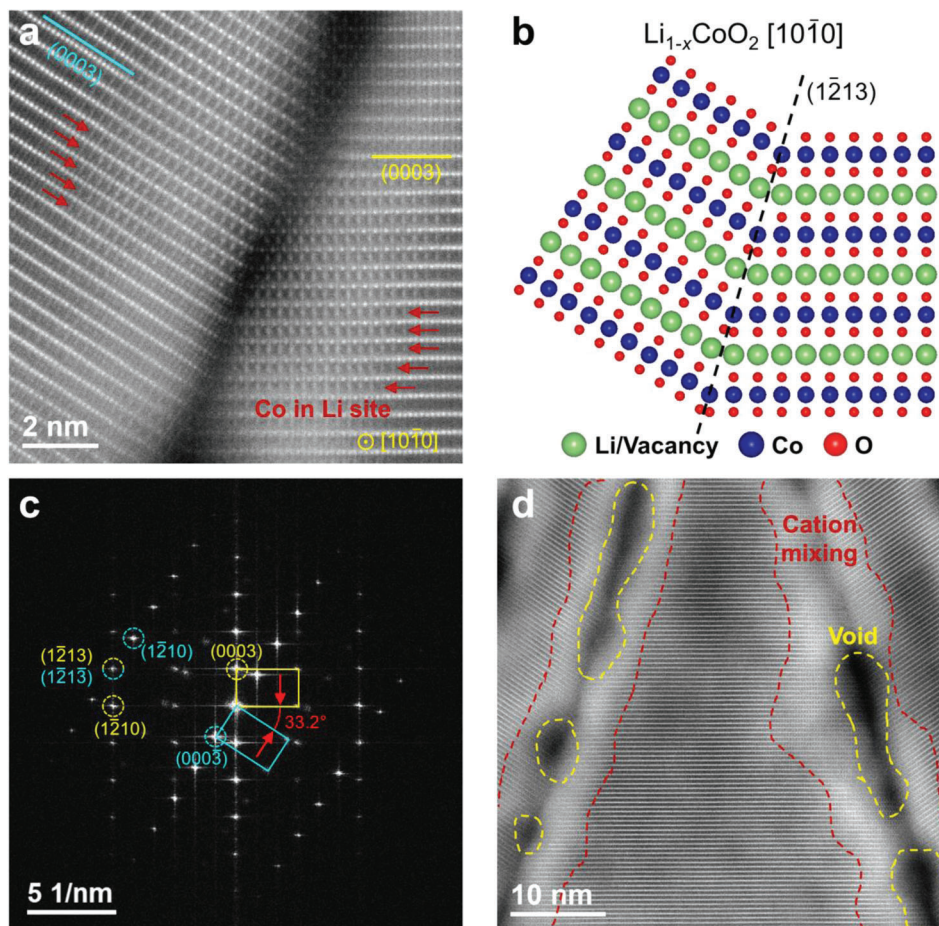 a
(0003)
(0003)
Co in Li site
2 nm
⊙ [101̄0]
b
Li₁₋ₓCoO₂ [101̄0]
(12̄13)
Li/Vacancy
Co
O
c
(12̄13)
(12̄13̄)
(12̄10)
(0003)
(12̄10)
(0003̄)
33.2°
5 1/nm
d
Cation
mixing
Void
10 nm